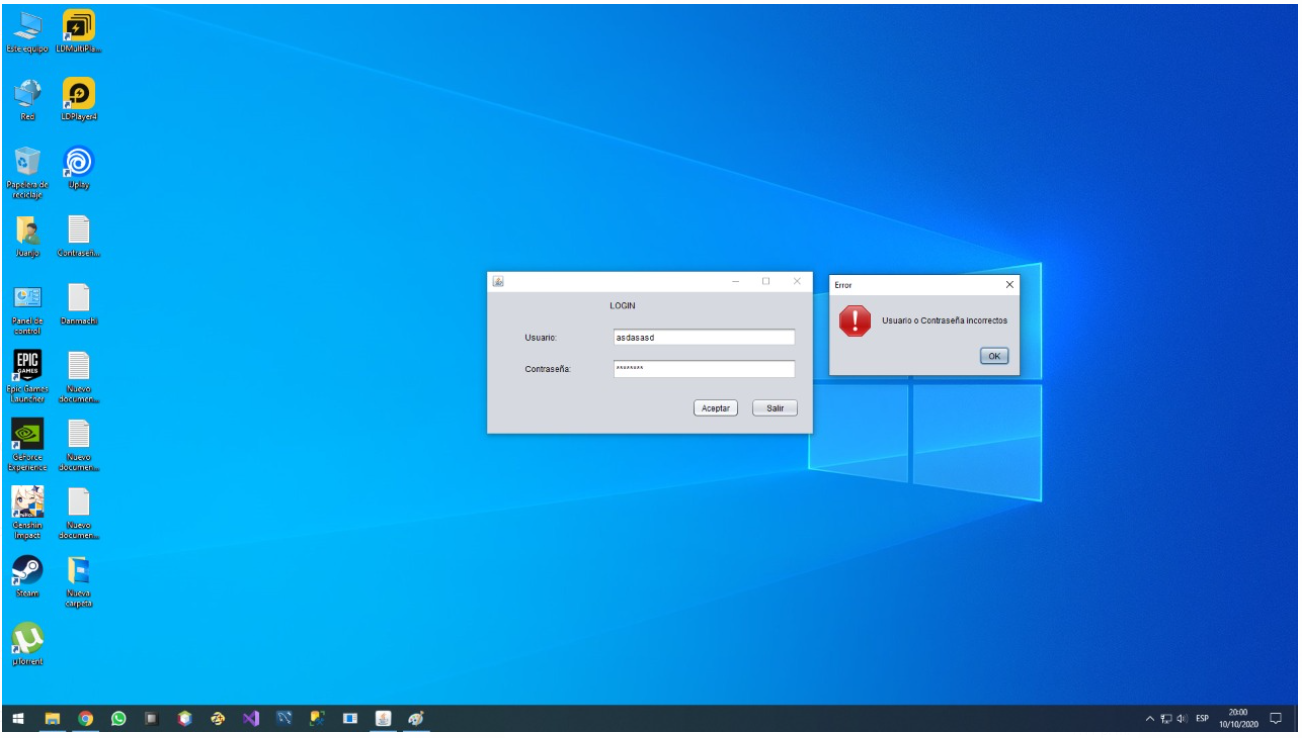 Este equipo
LDMultiPla...
Red
LDPlayer4
Papelera de
reciclaje
Uplay
Juanjo
Contraseñ...
Panel de
control
EPIC
GAMES
Epic Games
Launcher
Nuevo
documen...
GeForce
Experience
Nuevo
documen...
Genshin
Impact
Nuevo
documen...
Steam
Nueva
carpeta
µTorrent
LOGIN
Usuario:
asdasasd
Contraseña:
********
Aceptar
Salir
Error
Usuario o Contraseña incorrectos
OK
ESP
20:00
10/10/2020